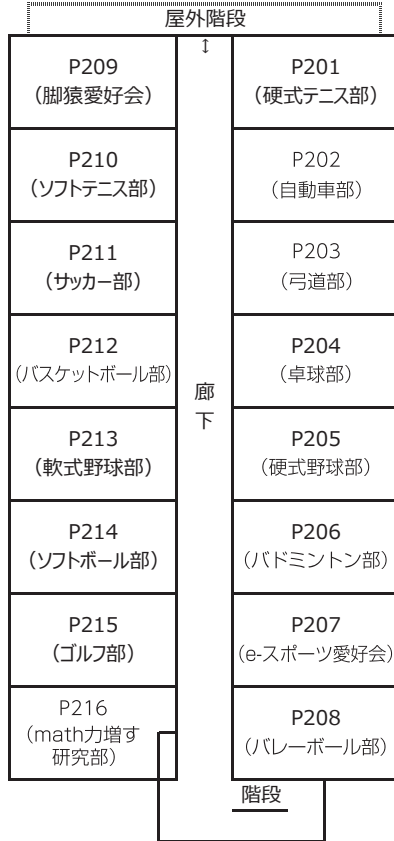 屋外階段
↕
P209
（脚猿愛好会）
P201
（硬式テニス部）
P210
（ソフトテニス部）
P202
（自動車部）
P211
（サッカー部）
P203
（弓道部）
P212
（バスケットボール部）
P204
（卓球部）
廊下
P213
（軟式野球部）
P205
（硬式野球部）
P214
（ソフトボール部）
P206
（バドミントン部）
P215
（ゴルフ部）
P207
（e-スポーツ愛好会）
P216
（math力増す
研究部）
P208
（バレーボール部）
階段